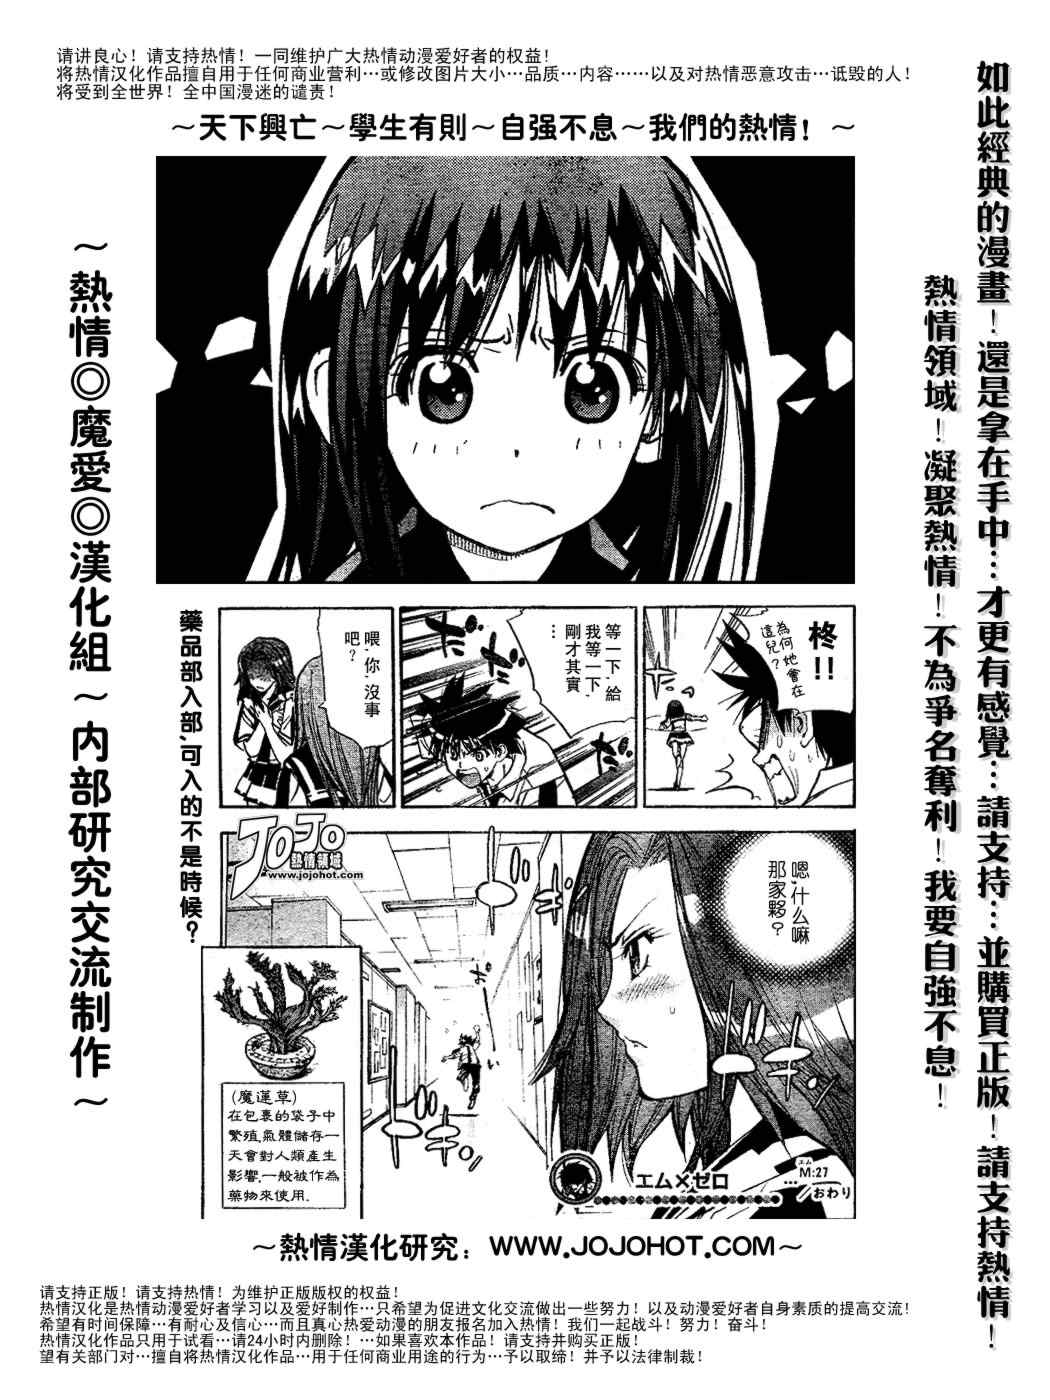 请讲良心！请支持热情！一同维护广大热情动漫爱好者的权益！
将热情汉化作品擅自用于任何商业营利…或修改图片大小…品质…内容……以及对热情恶意攻击…诋毁的人！
将受到全世界！全中国漫迷的谴责！
～天下興亡～學生有則～自强不息～我們的熱情！～
如此經典的漫畫！還是拿在手中…才更有感覺…請支持…並購買正版！請支持熱情！
熱情領域！凝聚熱情！不為爭名奪利！我要自強不息！
～熱情◎魔愛◎漢化組～内部研究交流制作～
柊!!
為何她會在
這兒？
等一下,給
我等一下,
剛才其實
…
喂,你,沒事
吧？
藥品部入部,可入的不是時候？
JOJO
熱情領域
www.jojohot.com
嗯,什么嘛
那家夥？
(魔蓮草)
在包裹的袋子中
繁殖,氣體儲存一
天會對人類產生
影響,一般被作為
藥物來使用.
エム×ゼロ
エム
M:27
…/おわり
～熱情漢化研究：WWW.JOJOHOT.COM～
请支持正版！请支持热情！为维护正版版权的权益！
热情汉化是热情动漫爱好者学习以及爱好制作…只希望为促进文化交流做出一些努力！以及动漫爱好者自身素质的提高交流！
希望有时间保障…有耐心及信心…而且真心热爱动漫的朋友报名加入热情！我们一起战斗！努力！奋斗！
热情汉化作品只用于试看…请24小时内删除！…如果喜欢本作品！请支持并购买正版！
望有关部门对…擅自将热情汉化作品…用于任何商业用途的行为…予以取缔！并予以法律制裁！